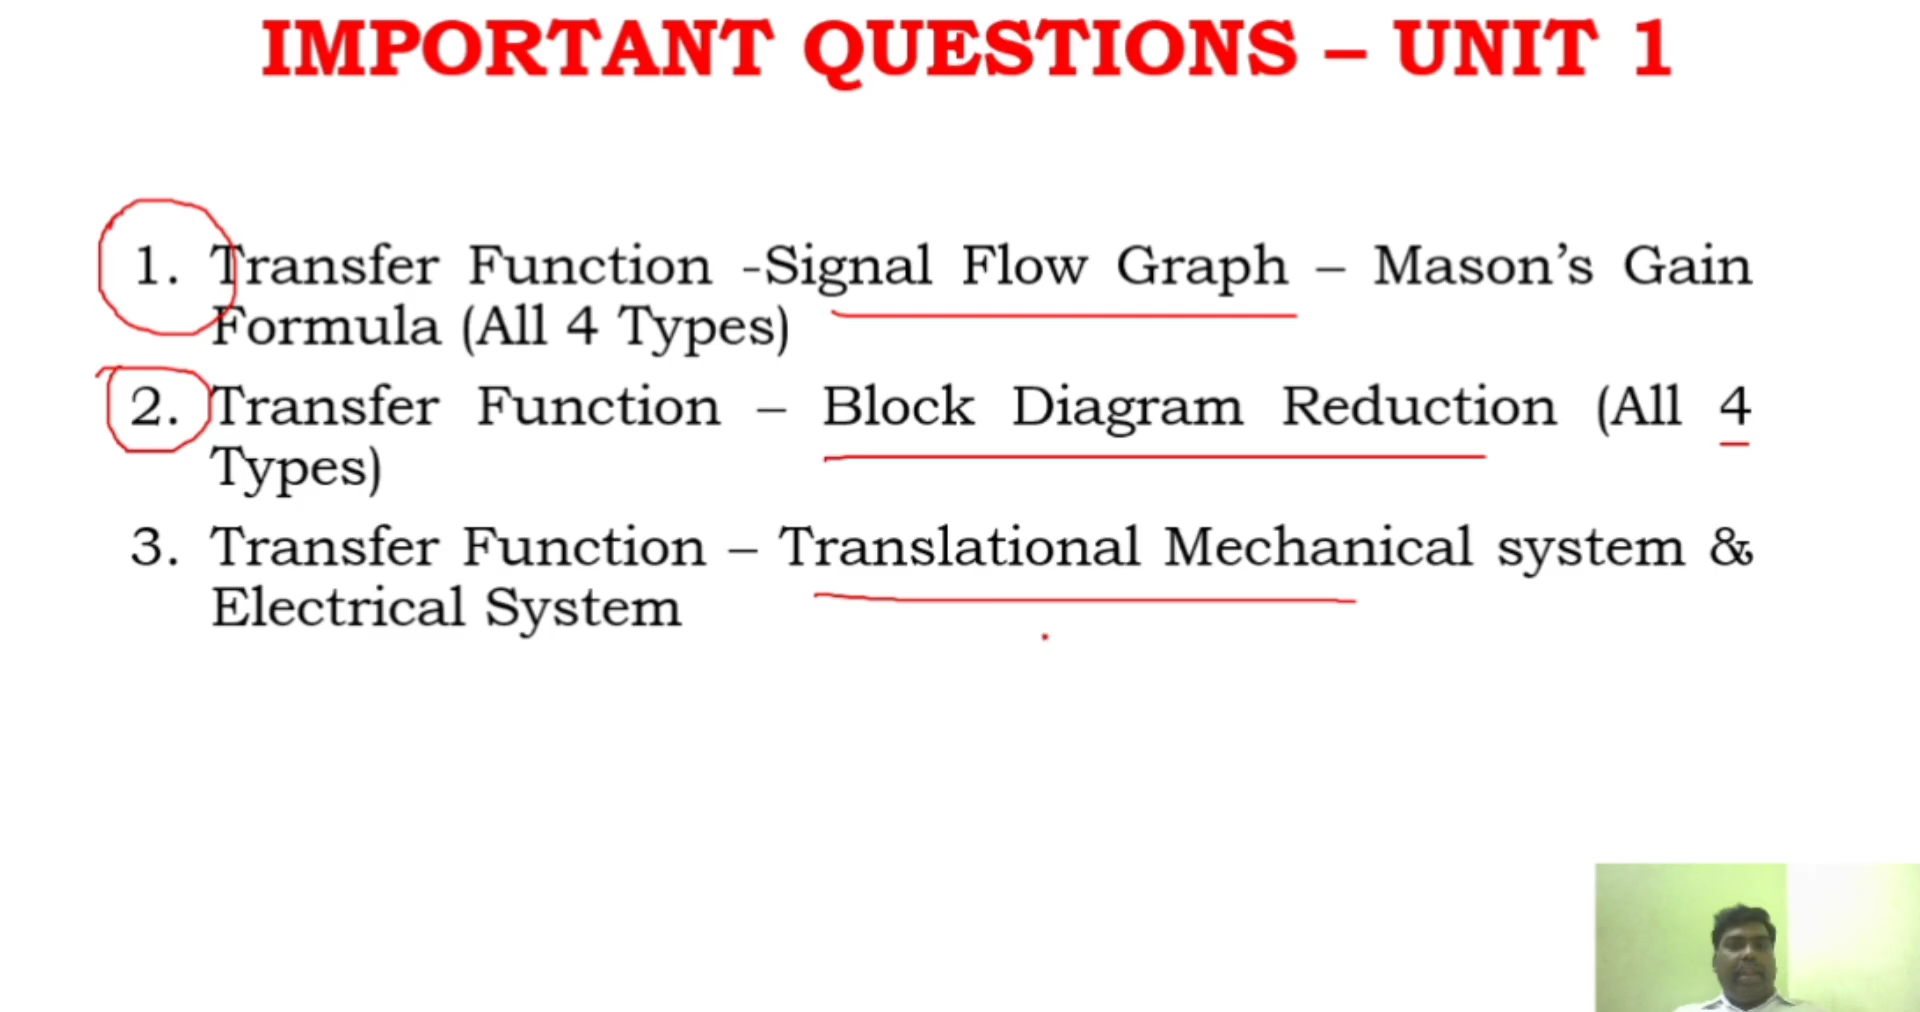 IMPORTANT QUESTIONS – UNIT 1
1. Transfer Function -Signal Flow Graph – Mason’s Gain
Formula (All 4 Types)
2. Transfer Function – Block Diagram Reduction (All 4
Types)
3. Transfer Function – Translational Mechanical system &
Electrical System